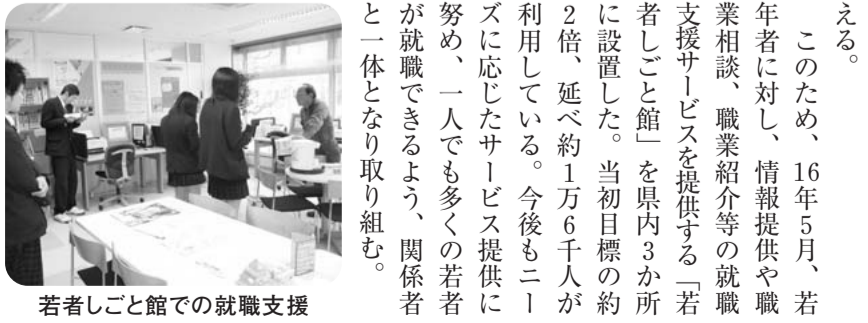 える。
このため、16年5月、若
年者に対し、情報提供や職
業相談、職業紹介等の就職
支援サービスを提供する「若
者しごと館」を県内3か所
に設置した。当初目標の約
2倍、延べ約1万6千人が
利用している。今後もニー
ズに応じたサービス提供に
努め、一人でも多くの若者
が就職できるよう、関係者
と一体となり取り組む。
若者しごと館での就職支援